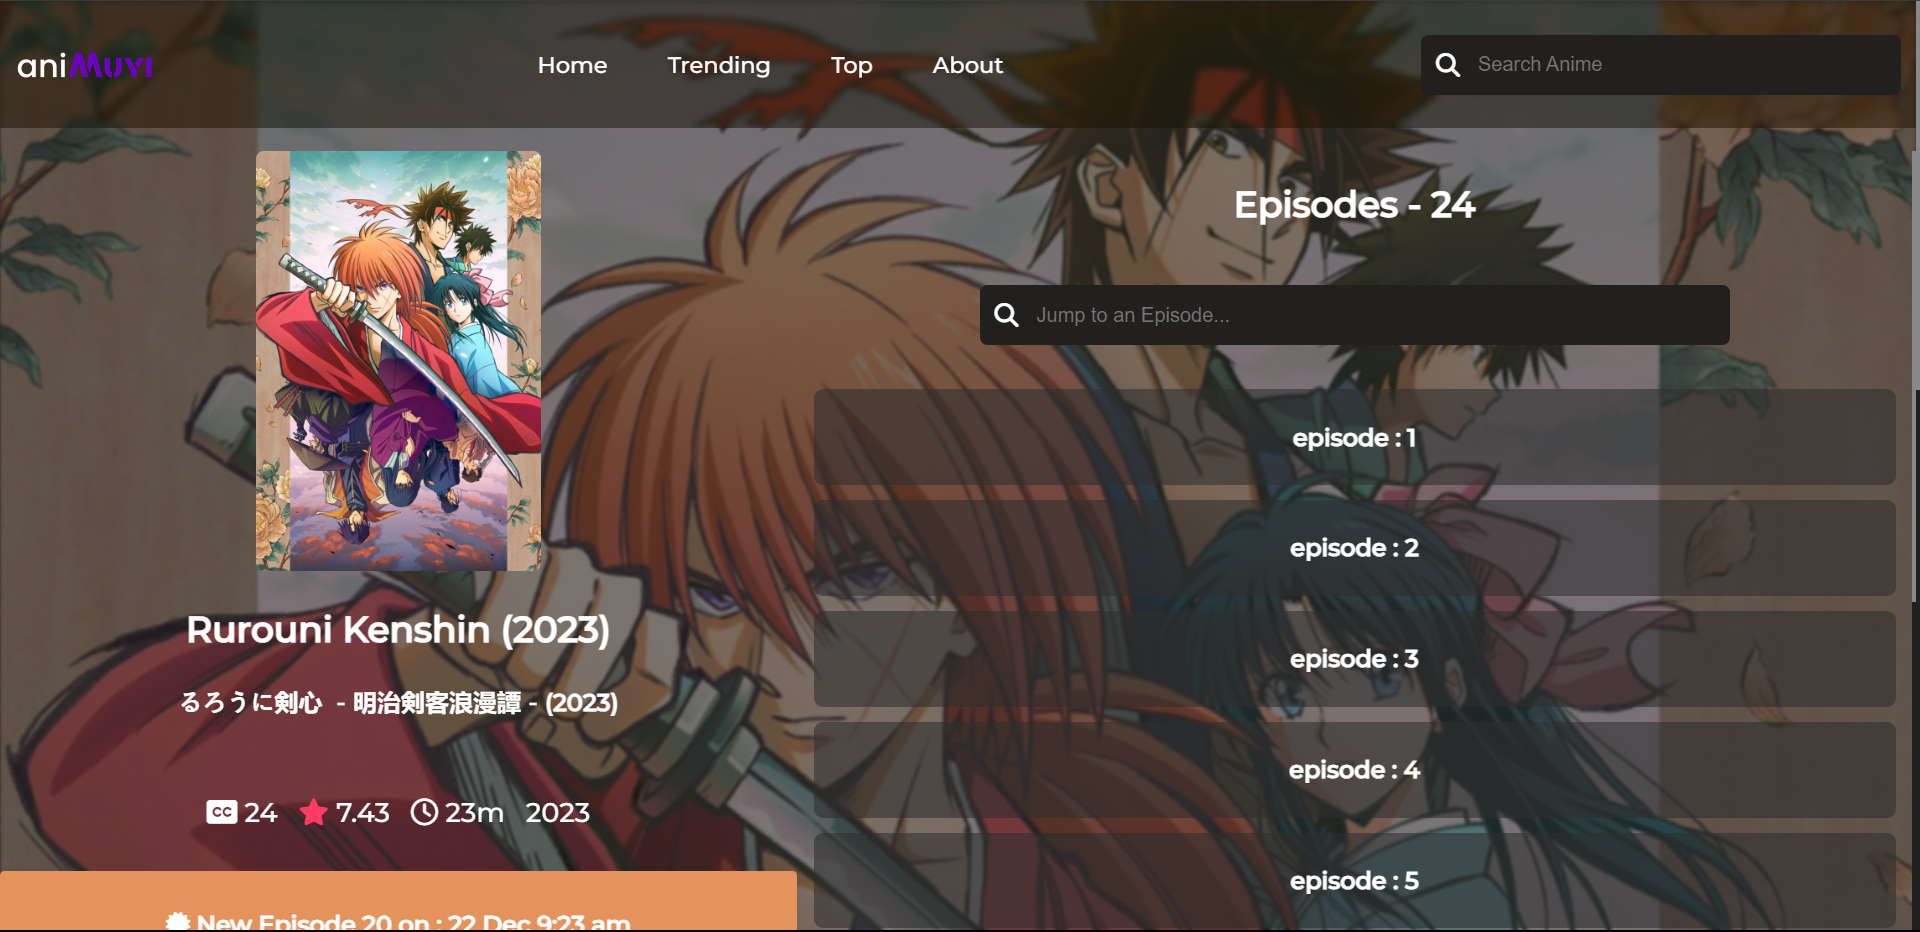 aniMUVI
Home
Trending
Top
About
Search Anime
Rurouni Kenshin (2023)
るろうに剣心 - 明治剣客浪漫譚 - (2023)
CC 24 7.43 23m 2023
New Episode 20 on : 22 Dec 9:23 am
Episodes - 24
Jump to an Episode...
episode : 1
episode : 2
episode : 3
episode : 4
episode : 5